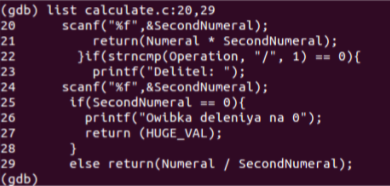 (gdb) list calculate.c:20,29
20 scanf("%f",&SecondNumeral);
21 return(Numeral * SecondNumeral);
22 }if(strncmp(Operation, "/", 1) == 0){
23 printf("Delitel: ");
24 scanf("%f",&SecondNumeral);
25 if(SecondNumeral == 0){
26 printf("Owibka deleniya na 0");
27 return (HUGE_VAL);
28 }
29 else return(Numeral / SecondNumeral);
(gdb)